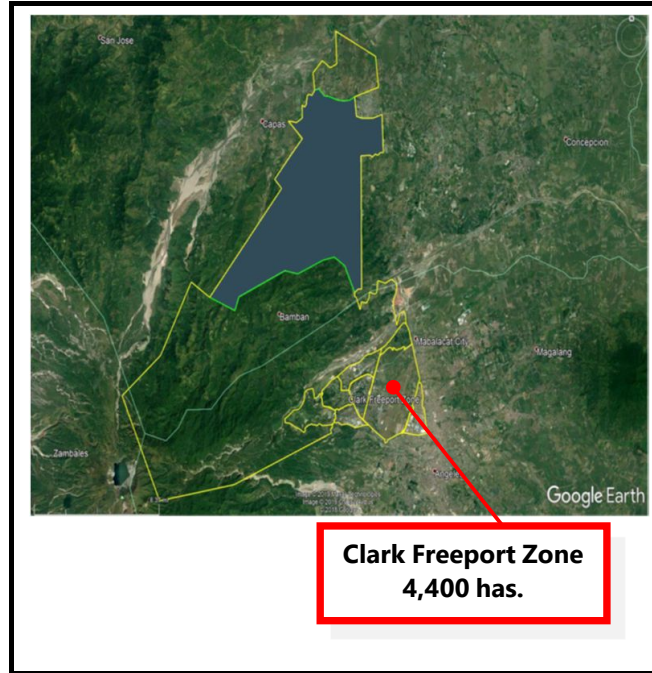 San Jose
Capas
Concepcion
Bamban
Mabalacat City
Magalang
Clark Freeport Zone
Zambales
Angeles
Google Earth
Clark Freeport Zone
4,400 has.